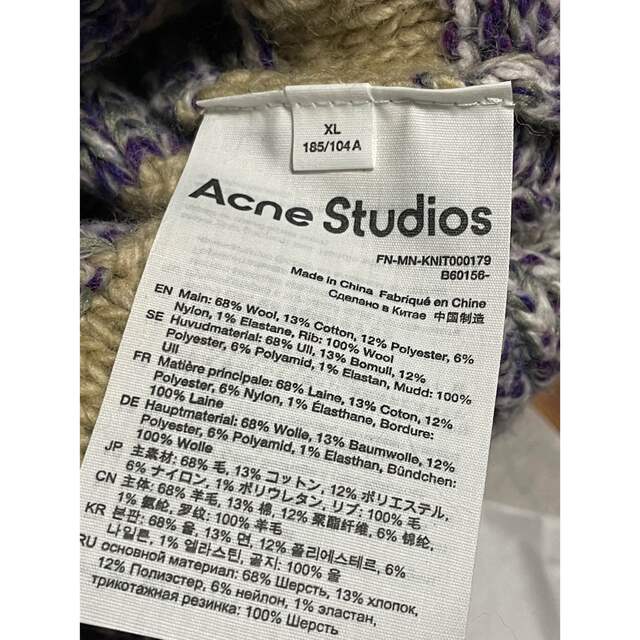 XL
185/104A
Acne Studios
FN-MN-KNIT000179
B60156-
Made in China Fabriqué en Chine
Сделано в Китае 中国制造
EN Main: 68% Wool, 13% Cotton, 12% Polyester, 6%
Nylon, 1% Elastane, Rib: 100% Wool
SE Huvudmaterial: 68% Ull, 13% Bomull, 12%
Polyester, 6% Polyamid, 1% Elastan, Mudd: 100%
Ull
FR Matière principale: 68% Laine, 13% Coton, 12%
Polyester, 6% Nylon, 1% Élasthane, Bordure:
100% Laine
DE Hauptmaterial: 68% Wolle, 13% Baumwolle, 12%
Polyester, 6% Polyamid, 1% Elasthan, Bündchen:
100% Wolle
JP 主素材: 68% 毛, 13% コットン, 12% ポリエステル,
6% ナイロン, 1% ポリウレタン, リブ: 100% 毛
CN 主体: 68% 羊毛, 13% 棉, 12% 聚酯纤维, 6% 锦纶,
1% 氨纶, 罗纹: 100% 羊毛
KR 본판: 68% 울, 13% 면, 12% 폴리에스테르, 6%
나일론, 1% 엘라스틴, 골지: 100% 울
RU основной материал: 68% Шерсть, 13% хлопок,
12% Полиэстер, 6% нейлон, 1% эластан,
трикотажная резинка: 100% Шерсть